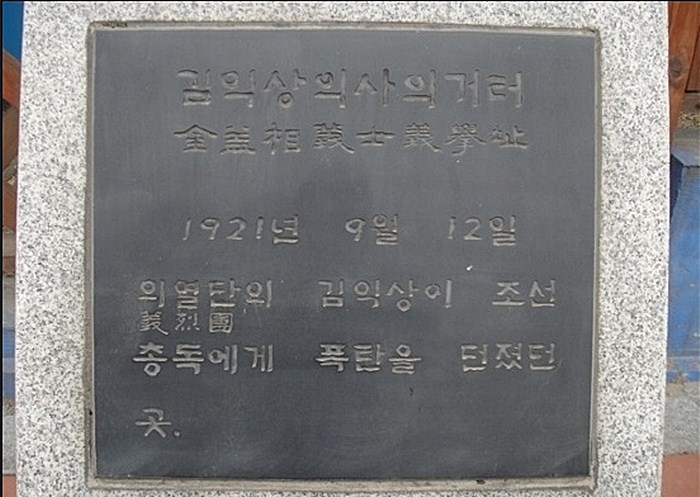 김익상의사의거터
金益相義士義擧址
1921년 9월 12일
의열단의 김익상이 조선
義烈團
총독에게 폭탄을 던졌던
곳.